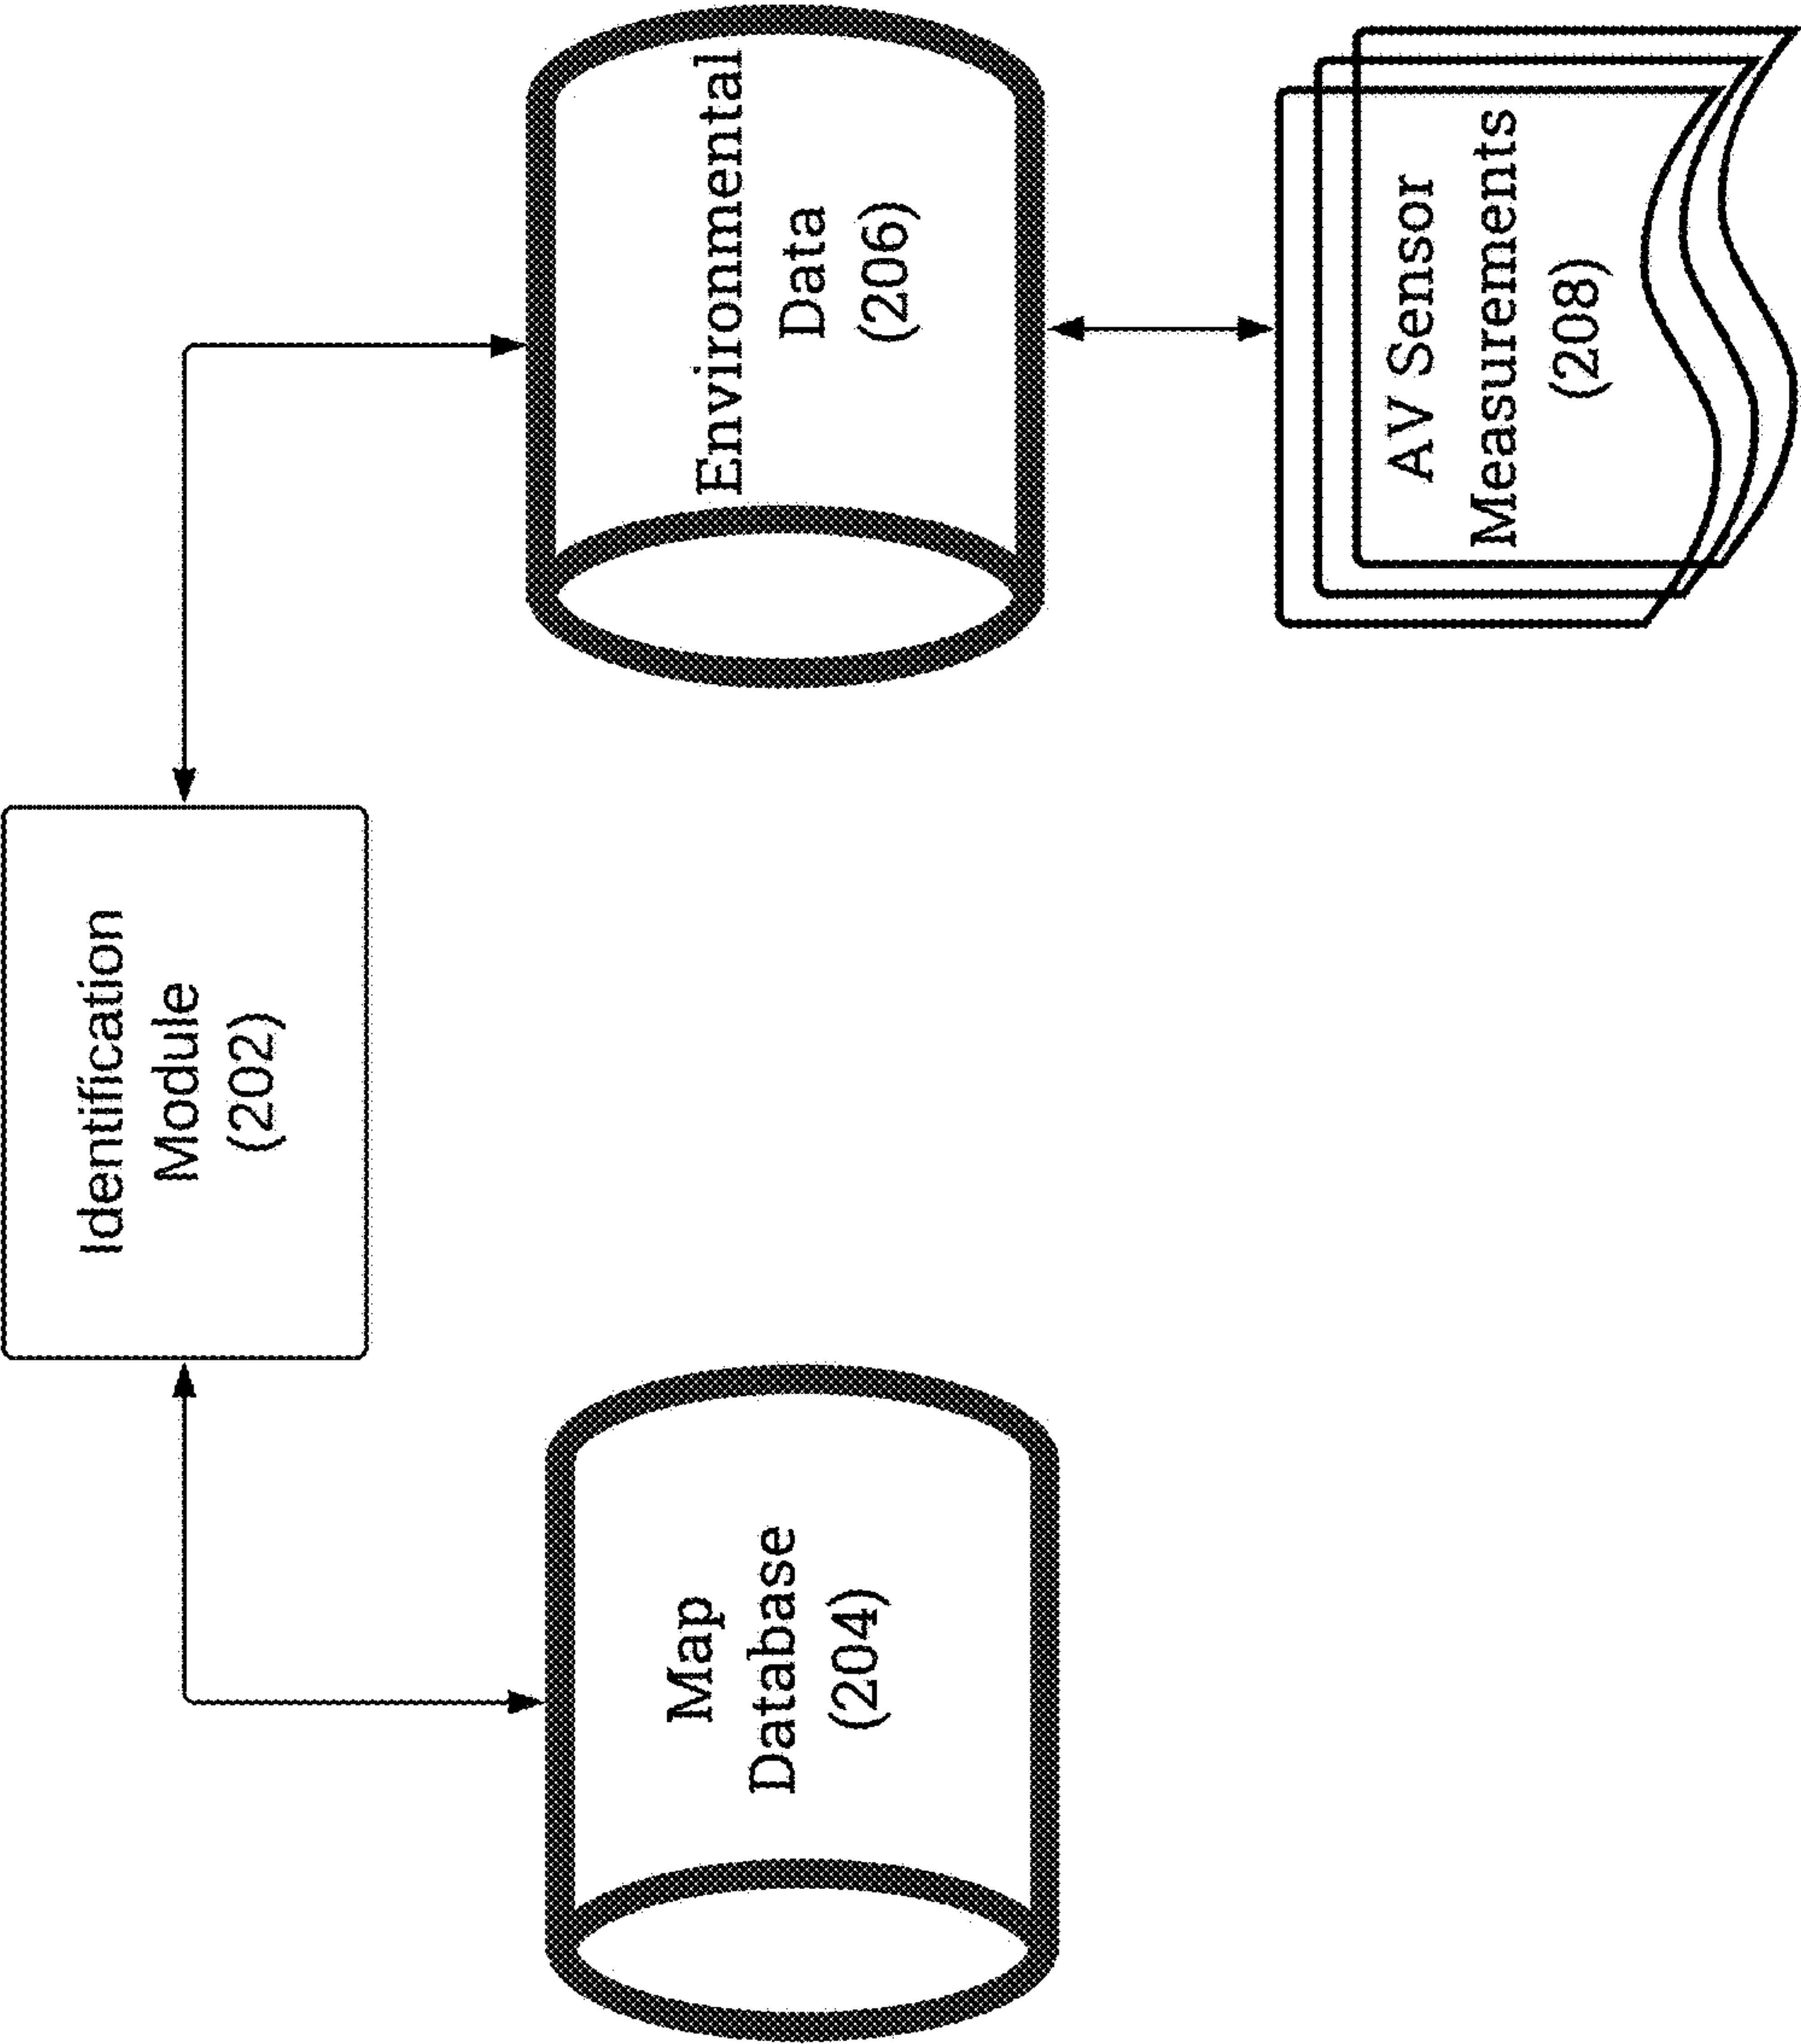 Identification
Module
(202)
Map
Database
(204)
Environmental
Data
(206)
AV Sensor
Measurements
(208)